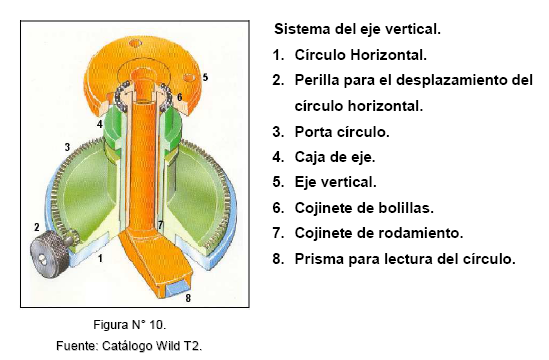 5
6
4
3
2
7
1
8
Figura N° 10.
Fuente: Catálogo Wild T2.
Sistema del eje vertical.
1. Círculo Horizontal.
2. Perilla para el desplazamiento del
círculo horizontal.
3. Porta círculo.
4. Caja de eje.
5. Eje vertical.
6. Cojinete de bolillas.
7. Cojinete de rodamiento.
8. Prisma para lectura del círculo.